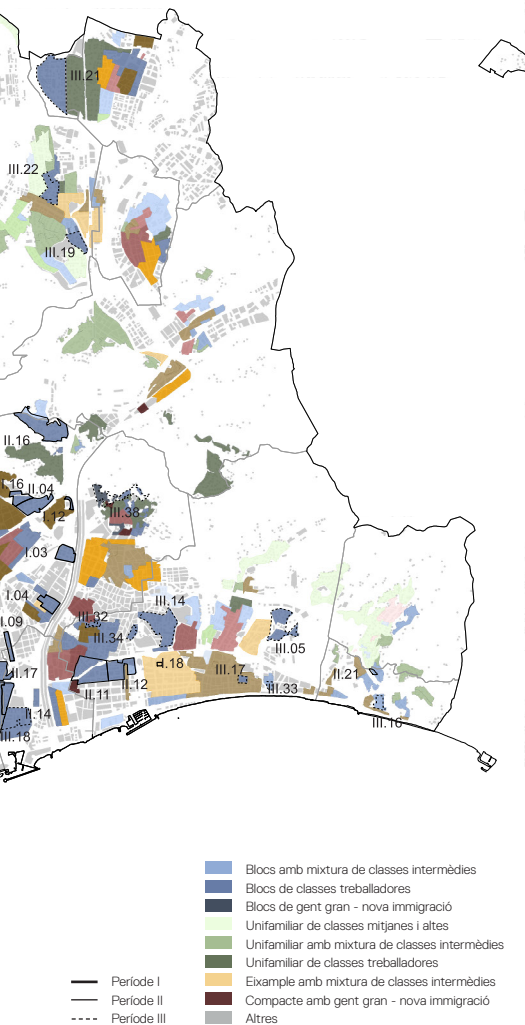 III.21
III.22
III.19
II.16
I.16
II.04
I.12
III.38
I.03
I.04
III.14
III.32
I.09
III.34
III.05
II.17
I.18
III.17
II.21
II.12
II.11
III.33
II.14
III.16
III.18
Blocs amb mixtura de classes intermèdies
Blocs de classes treballadores
Blocs de gent gran - nova immigració
Unifamiliar de classes mitjanes i altes
Unifamiliar amb mixtura de classes intermèdies
Unifamiliar de classes treballadores
Període I
Eixample amb mixtura de classes intermèdies
Període II
Compacte amb gent gran - nova immigració
Període III
Altres